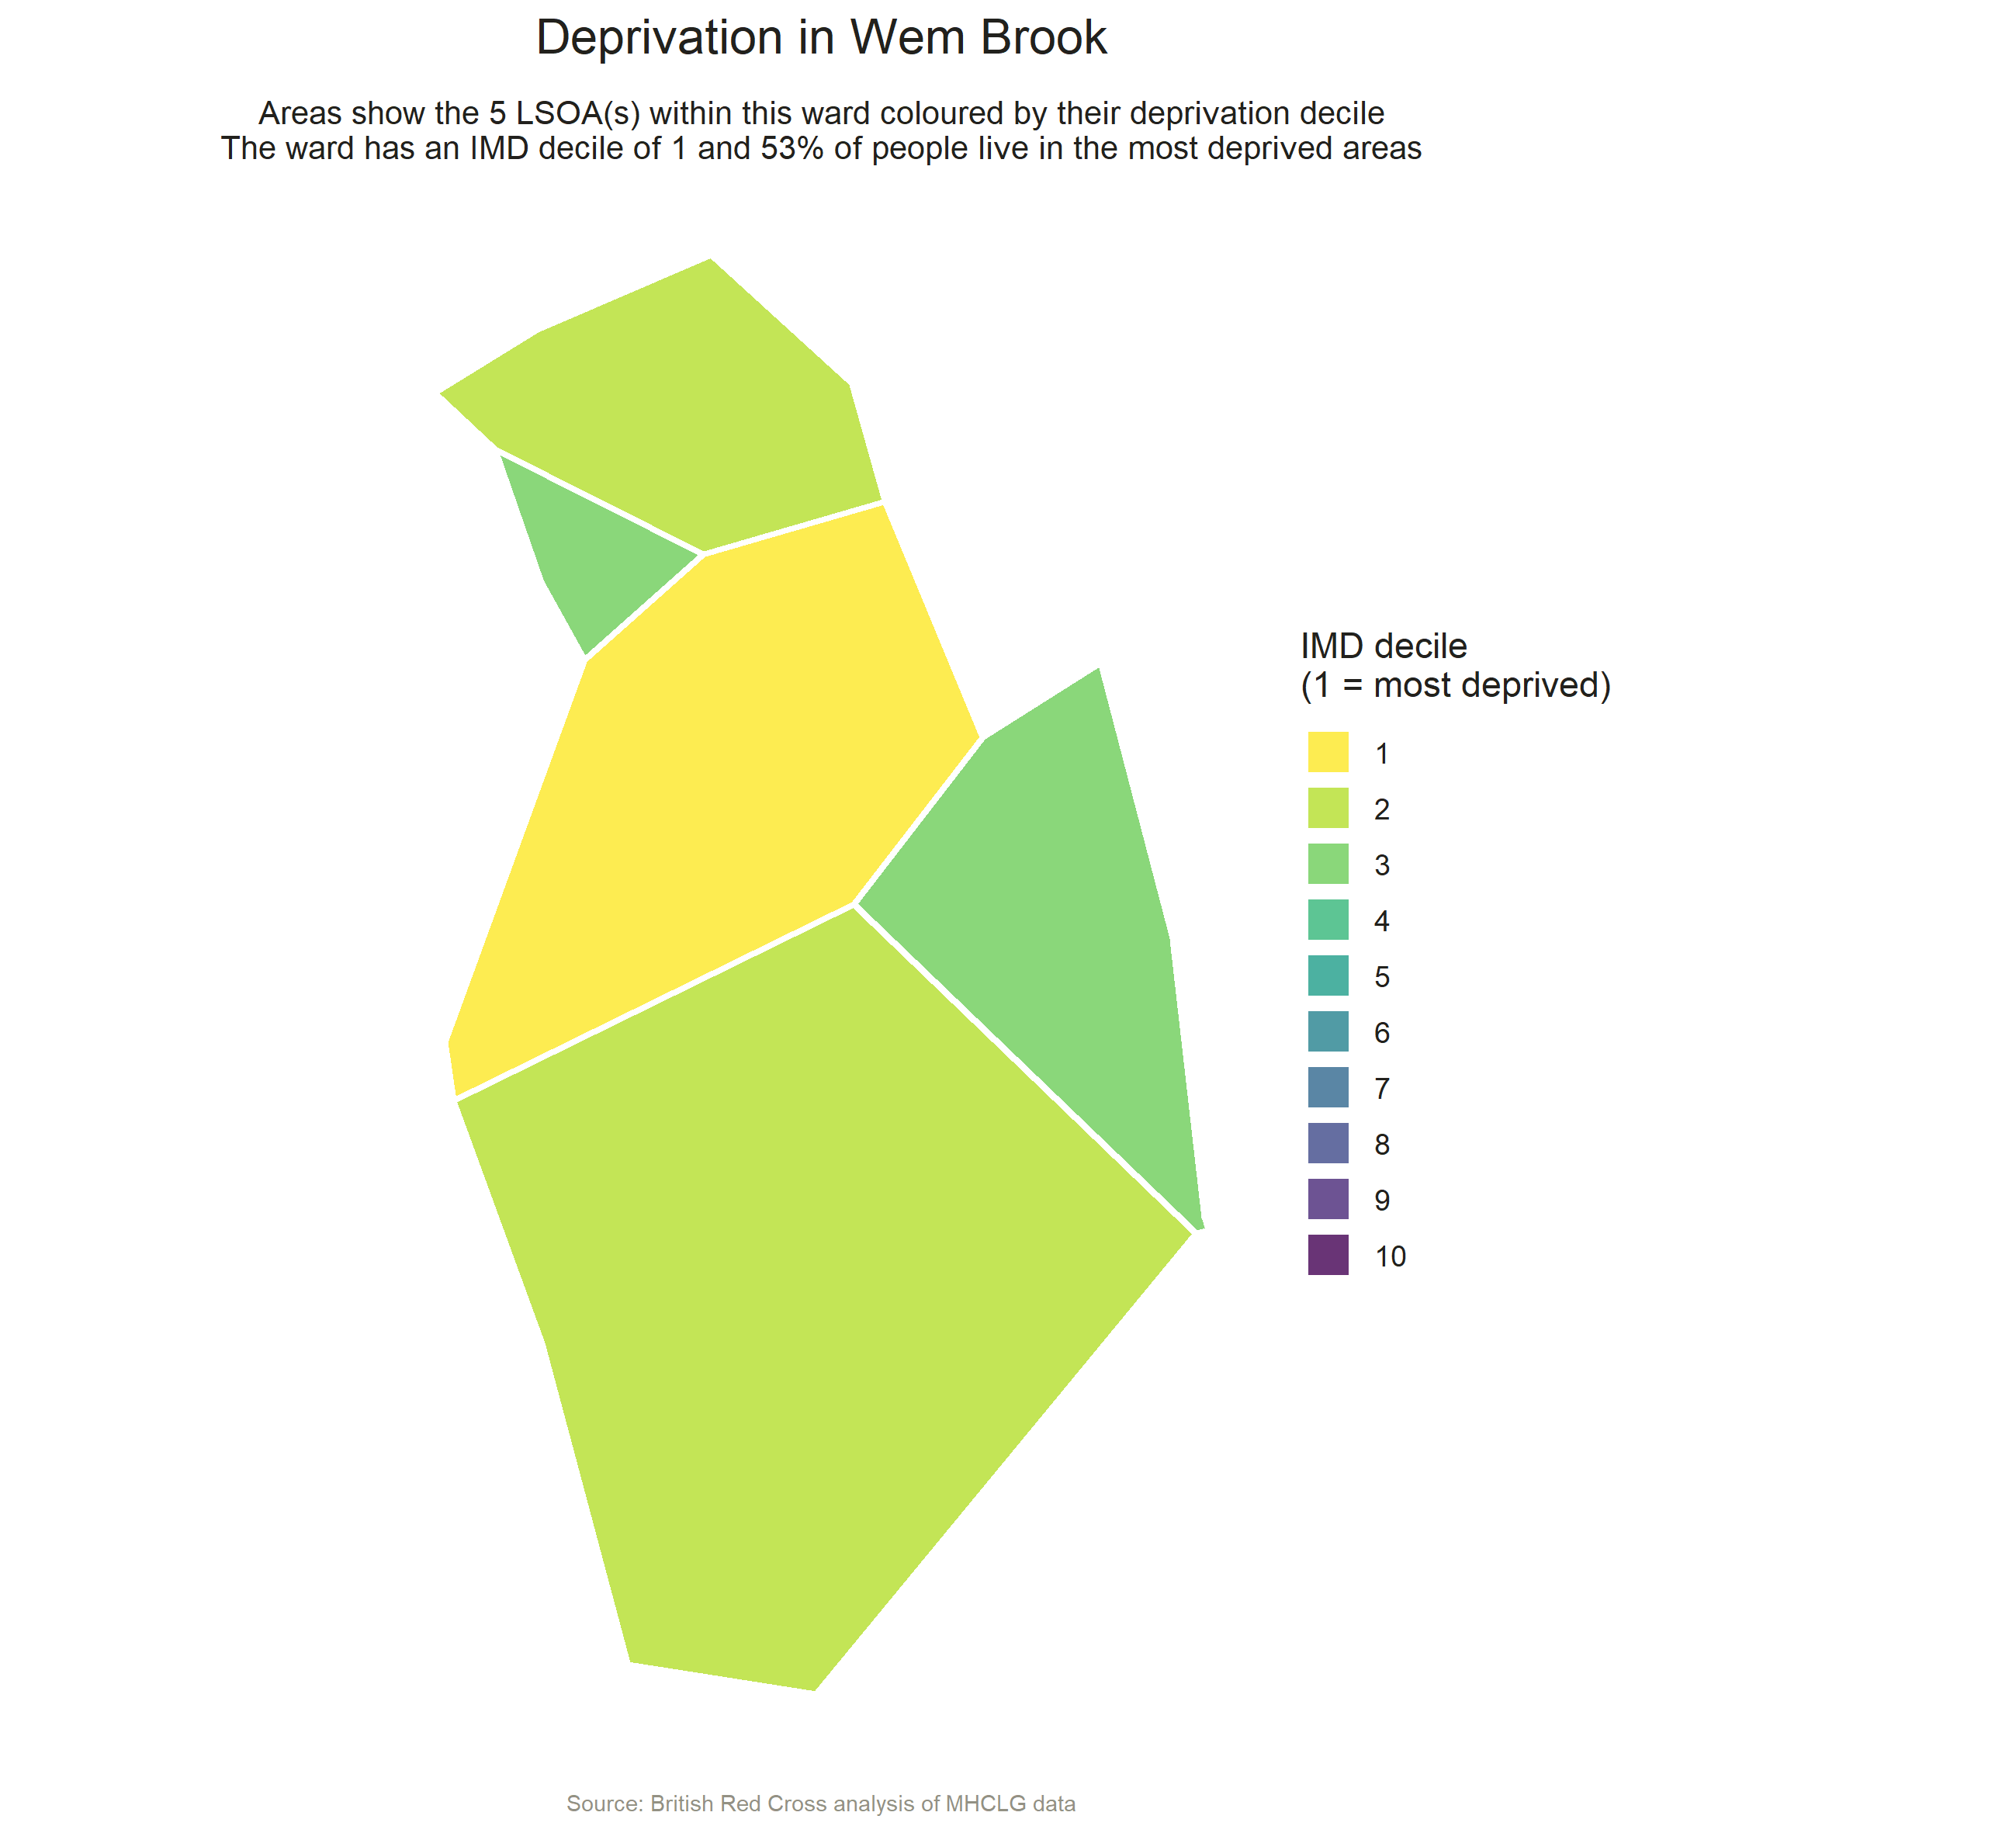 Deprivation in Wem Brook
Areas show the 5 LSOA(s) within this ward coloured by their deprivation decile
The ward has an IMD decile of 1 and 53% of people live in the most deprived areas
IMD decile
(1 = most deprived)
1
2
3
4
5
6
7
8
9
10
Source: British Red Cross analysis of MHCLG data